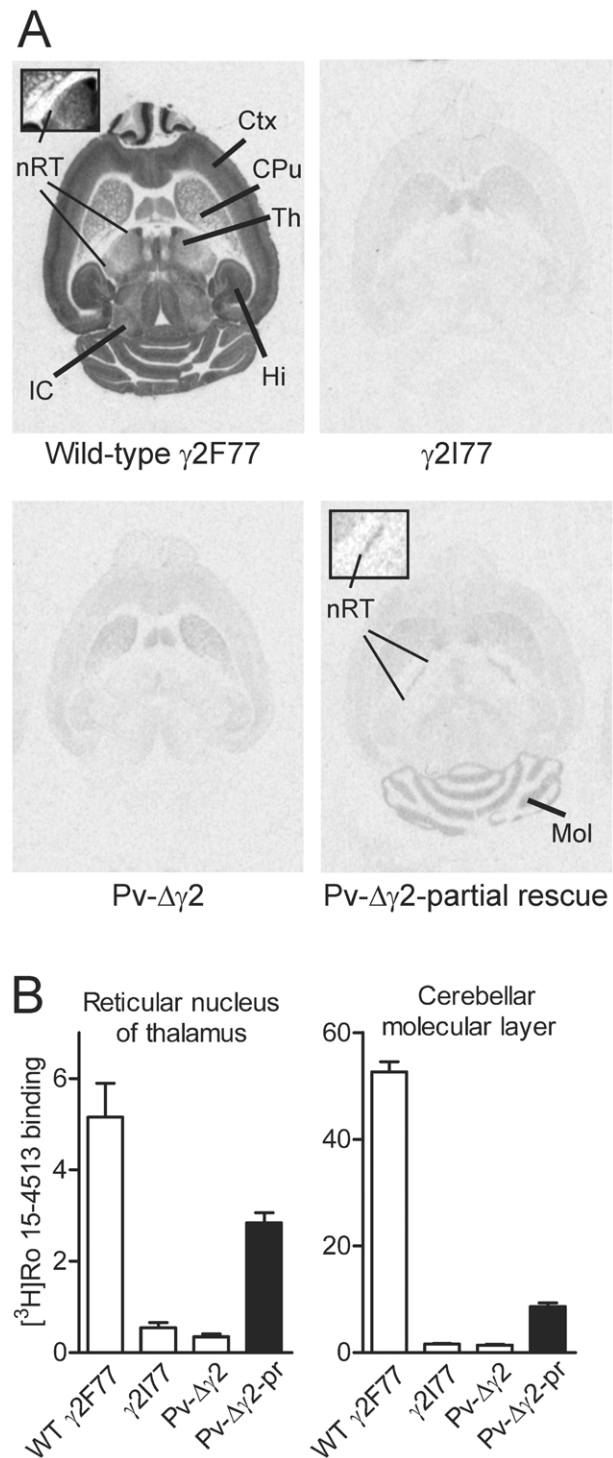 A
nRT
Ctx
CPu
Th
IC
Hi
Wild-type γ2F77
γ2I77
nRT
Mol
Pv-Δγ2
Pv-Δγ2-partial rescue
B
Reticular nucleus
of thalamus
Cerebellar
molecular layer
[³H]Ro 15-4513 binding
6
4
2
0
60
40
20
0
WT γ2F77
γ2I77
Pv-Δγ2
Pv-Δγ2-pr
WT γ2F77
γ2I77
Pv-Δγ2
Pv-Δγ2-pr